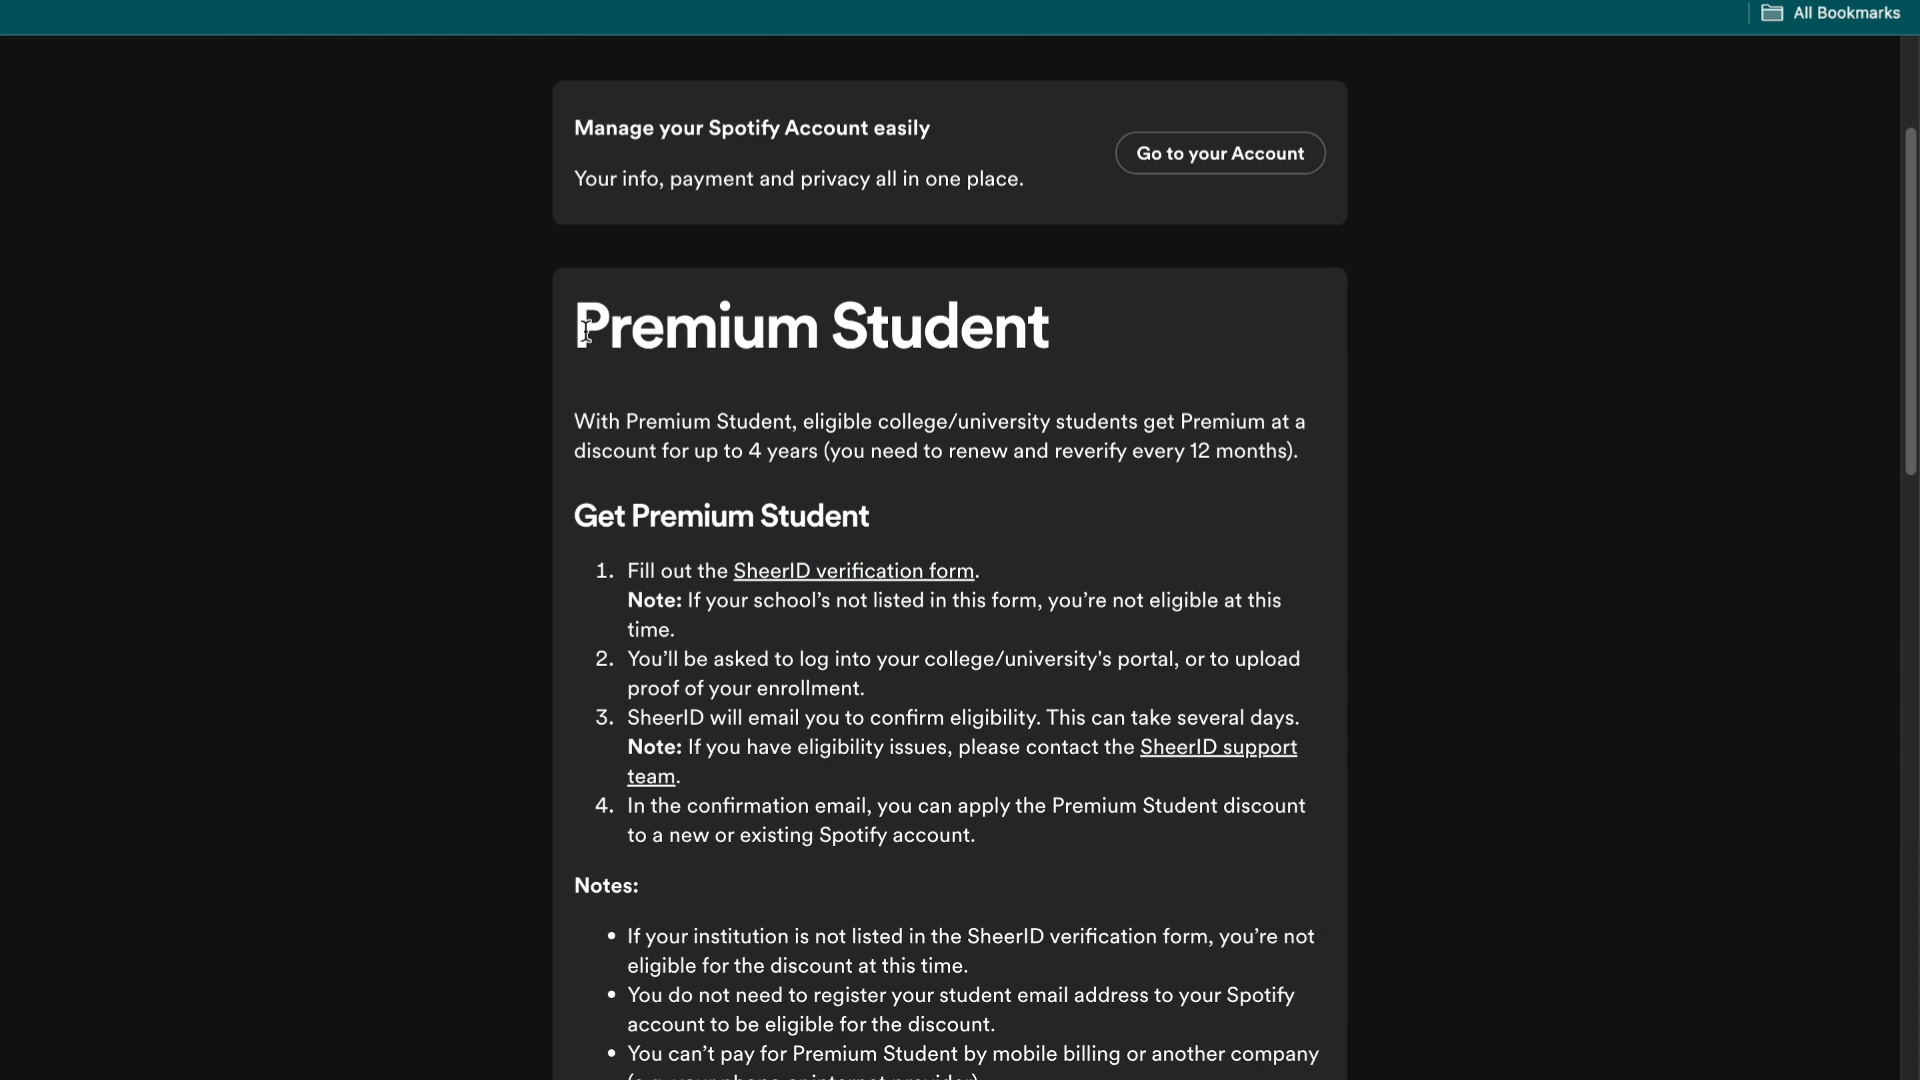 All Bookmarks
Manage your Spotify Account easily
Go to your Account
Your info, payment and privacy all in one place.
Premium Student
With Premium Student, eligible college/university students get Premium at a
discount for up to 4 years (you need to renew and reverify every 12 months).
Get Premium Student
1. Fill out the SheerID verification form.
Note: If your school’s not listed in this form, you’re not eligible at this
time.
2. You’ll be asked to log into your college/university's portal, or to upload
proof of your enrollment.
3. SheerID will email you to confirm eligibility. This can take several days.
Note: If you have eligibility issues, please contact the SheerID support
team.
4. In the confirmation email, you can apply the Premium Student discount
to a new or existing Spotify account.
Notes:
• If your institution is not listed in the SheerID verification form, you’re not
eligible for the discount at this time.
• You do not need to register your student email address to your Spotify
account to be eligible for the discount.
• You can’t pay for Premium Student by mobile billing or another company